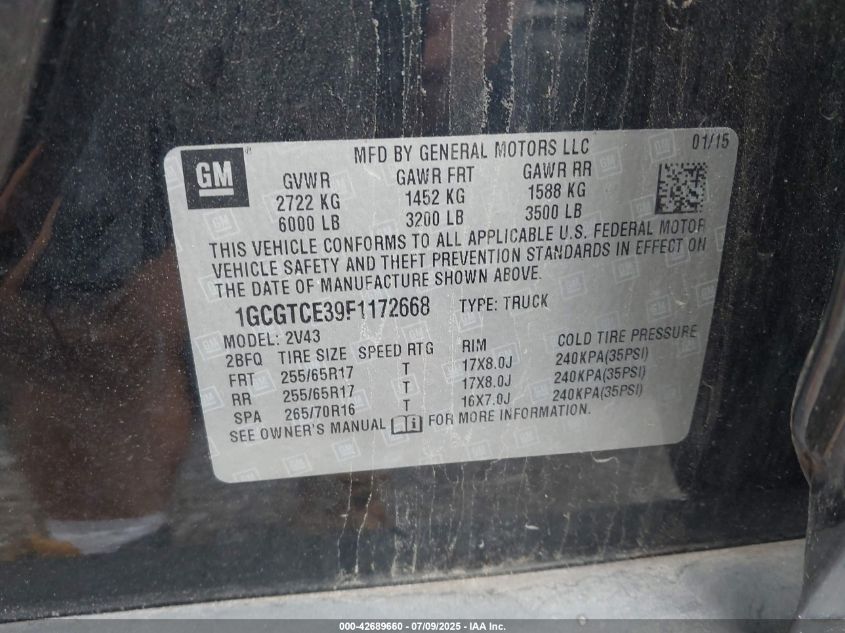 GM
MFD BY GENERAL MOTORS LLC 01/15
GVWR GAWR FRT GAWR RR
2722 KG 1452 KG 1588 KG
6000 LB 3200 LB 3500 LB
THIS VEHICLE CONFORMS TO ALL APPLICABLE U.S. FEDERAL MOTOR
VEHICLE SAFETY AND THEFT PREVENTION STANDARDS IN EFFECT ON
THE DATE OF MANUFACTURE SHOWN ABOVE.
1GCGTCE39F1172668 TYPE: TRUCK
MODEL: 2V43
2BFQ TIRE SIZE SPEED RTG RIM COLD TIRE PRESSURE
FRT 255/65R17 T 17X8.0J 240KPA(35PSI)
RR 255/65R17 T 17X8.0J 240KPA(35PSI)
SPA 265/70R16 T 16X7.0J 240KPA(35PSI)
SEE OWNER'S MANUAL i FOR MORE INFORMATION.
000-42689660 / 07/09/2025 - IAA Inc.